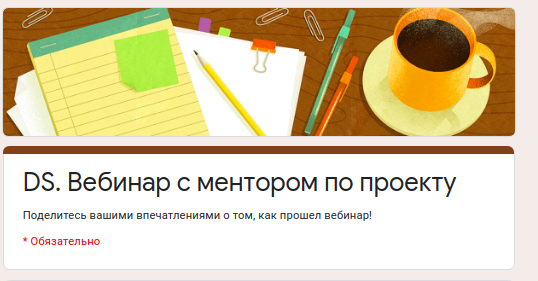 DS. Вебинар с ментором по проекту
Поделитесь вашими впечатлениями о том, как прошел вебинар!
* Обязательно